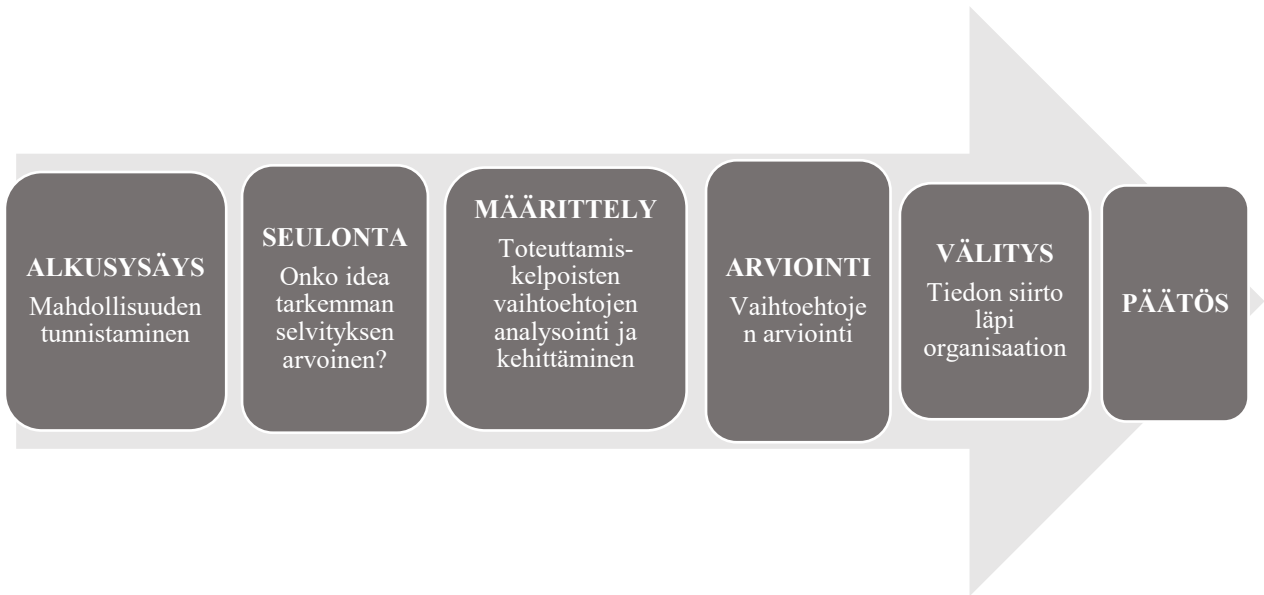 ALKUSYSÄYS
Mahdollisuuden
tunnistaminen
SEULONTA
Onko idea
tarkemman
selvityksen
arvoinen?
MÄÄRITTELY
Toteuttamis-
kelpoisten
vaihtoehtojen
analysointi ja
kehittäminen
ARVIOINTI
Vaihtoehtoje
n arviointi
VÄLITYS
Tiedon siirto
läpi
organisaation
PÄÄTÖS